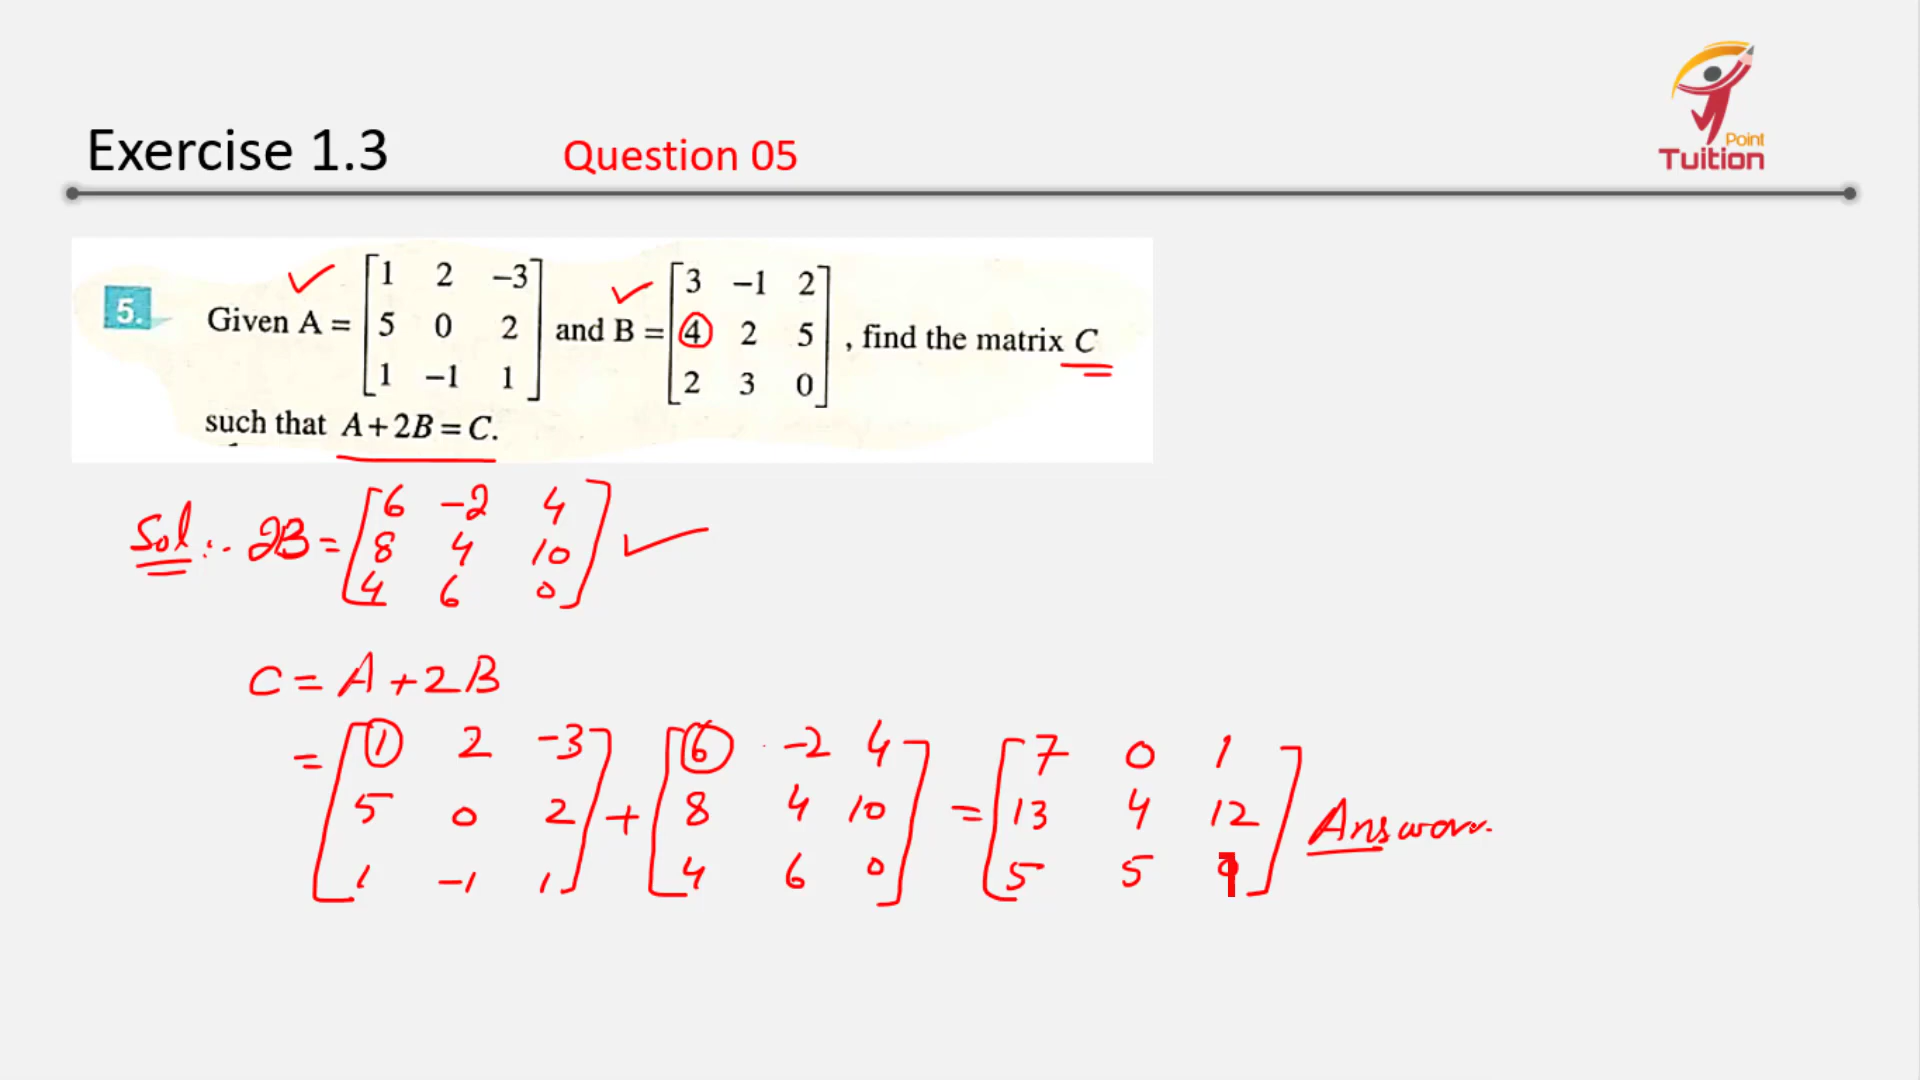 Point
Tuition
Exercise 1.3 Question 05
5. Given A = [1 2 −3; 5 0 2; 1 −1 1] and B = [3 −1 2; 4 2 5; 2 3 0], find the matrix C
such that A+2B=C.
Sol:- 2B = [6 -2 4; 8 4 10; 4 6 0]
C = A+2B
= [1 2 -3; 5 0 2; 1 -1 1] + [6 -2 4; 8 4 10; 4 6 0] = [7 0 1; 13 4 12; 5 5 1] Answer.